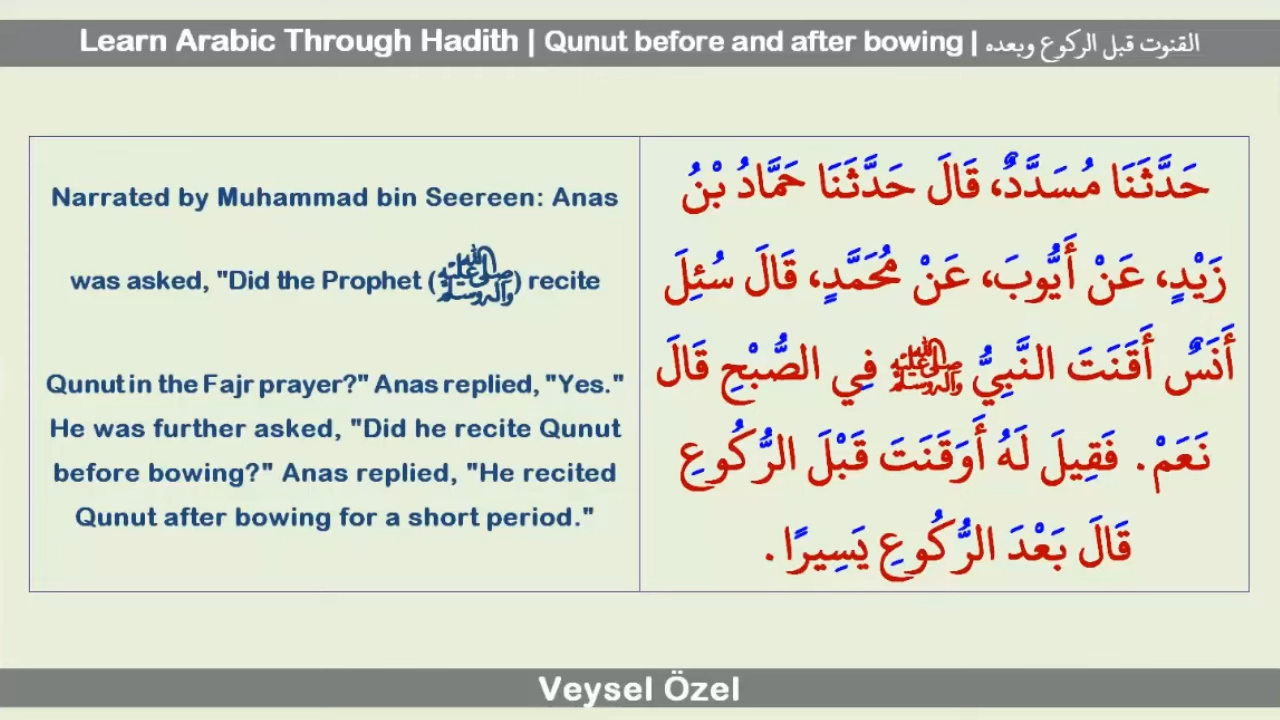 Learn Arabic Through Hadith | Qunut before and after bowing | القنوت قبل الركوع وبعده
Narrated by Muhammad bin Seereen: Anas
was asked, "Did the Prophet (ﷺ) recite
Qunut in the Fajr prayer?" Anas replied, "Yes."
He was further asked, "Did he recite Qunut
before bowing?" Anas replied, "He recited
Qunut after bowing for a short period."
حَدَّثَنَا مُسَدَّدٌ، قَالَ حَدَّثَنَا حَمَّادُ بْنُ
زَيْدٍ، عَنْ أَيُّوبَ، عَنْ مُحَمَّدٍ، قَالَ سُئِلَ
أَنَسٌ أَقَنَتَ النَّبِيُّ ﷺ فِي الصُّبْحِ قَالَ
نَعَمْ. فَقِيلَ لَهُ أَوَقَنَتَ قَبْلَ الرُّكُوعِ
قَالَ بَعْدَ الرُّكُوعِ يَسِيرًا.
Veysel Özel